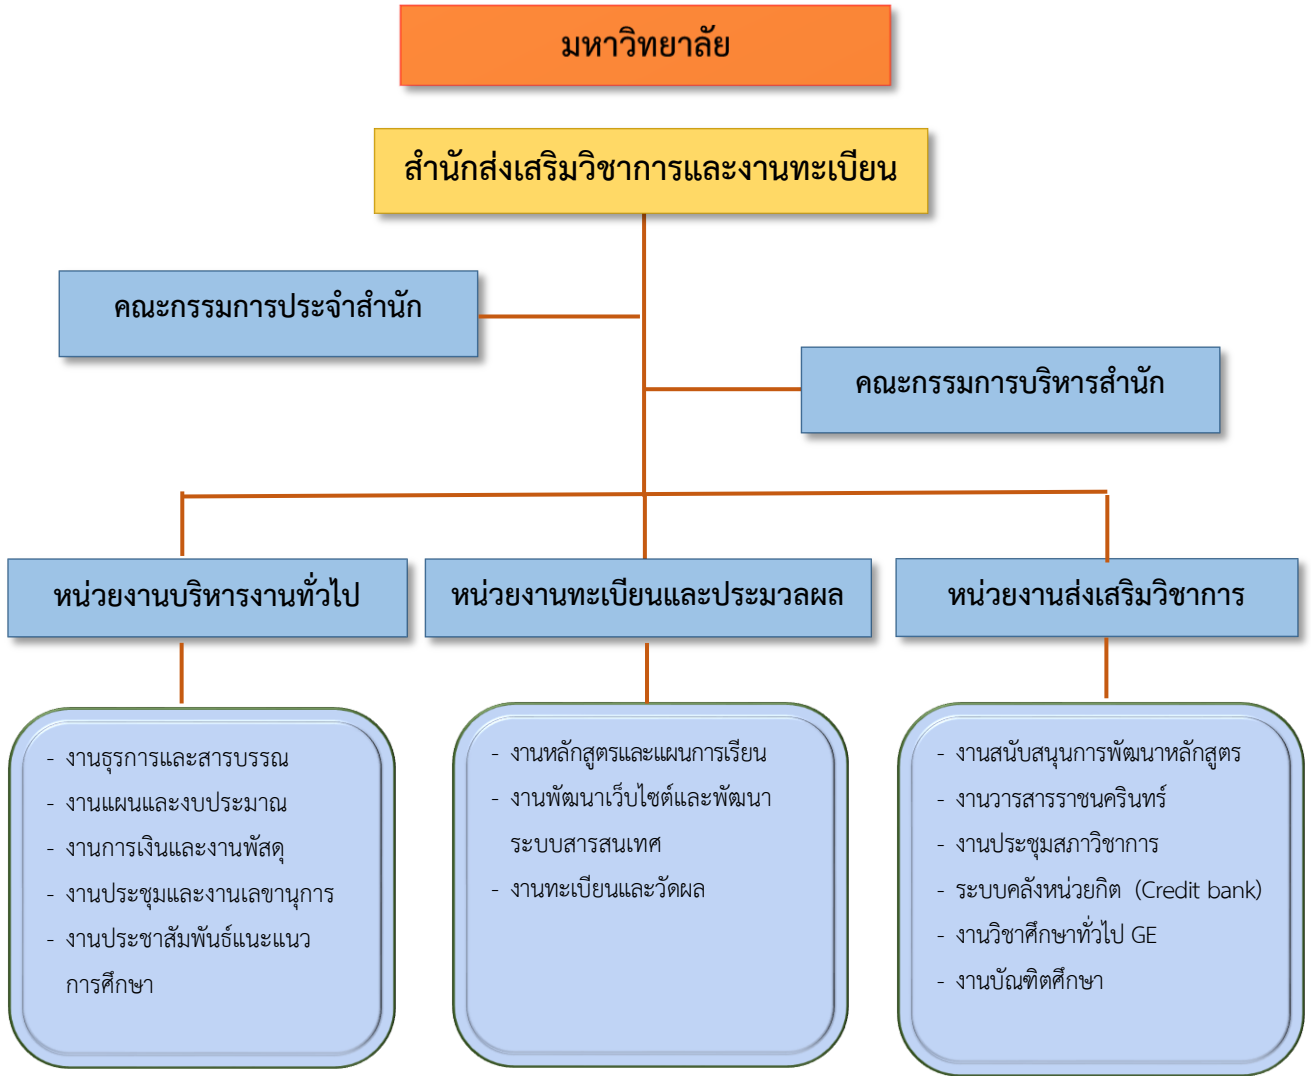 มหาวิทยาลัย
สำนักส่งเสริมวิชาการและงานทะเบียน
คณะกรรมการประจำสำนัก
คณะกรรมการบริหารสำนัก
หน่วยงานบริหารงานทั่วไป
หน่วยงานทะเบียนและประมวลผล
หน่วยงานส่งเสริมวิชาการ
- งานธุรการและสารบรรณ
- งานแผนและงบประมาณ
- งานการเงินและงานพัสดุ
- งานประชุมและงานเลขานุการ
- งานประชาสัมพันธ์แนะแนว
การศึกษา
- งานหลักสูตรและแผนการเรียน
- งานพัฒนาเว็บไซต์และพัฒนา
ระบบสารสนเทศ
- งานทะเบียนและวัดผล
- งานสนับสนุนการพัฒนาหลักสูตร
- งานวารสารราชนครินทร์
- งานประชุมสภาวิชาการ
- ระบบคลังหน่วยกิต (Credit bank)
- งานวิชาศึกษาทั่วไป GE
- งานบัณฑิตศึกษา